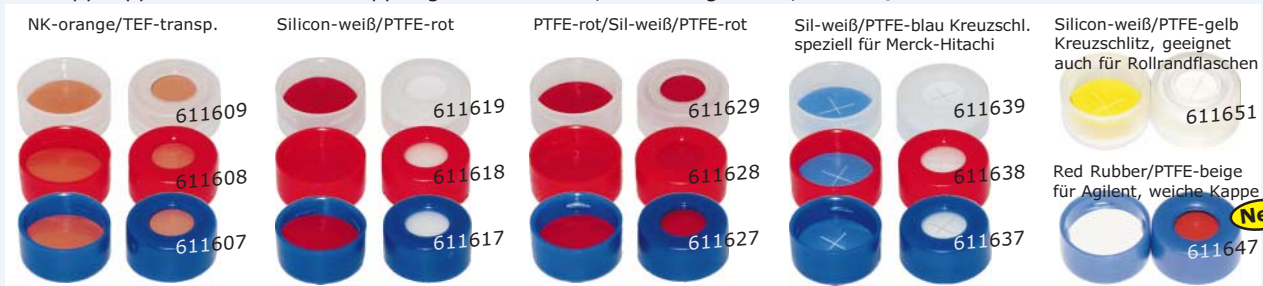 NK-orange/TEF-transp.
611609
611608
611607
Silicon-weiß/PTFE-rot
611619
611618
611617
PTFE-rot/Sil-weiß/PTFE-rot
611629
611628
611627
Sil-weiß/PTFE-blau Kreuzschl.
speziell für Merck-Hitachi
611639
611638
611637
Silicon-weiß/PTFE-gelb
Kreuzschlitz, geeignet
auch für Rollrandflaschen
611651
Red Rubber/PTFE-beige
für Agilent, weiche Kappe
611647